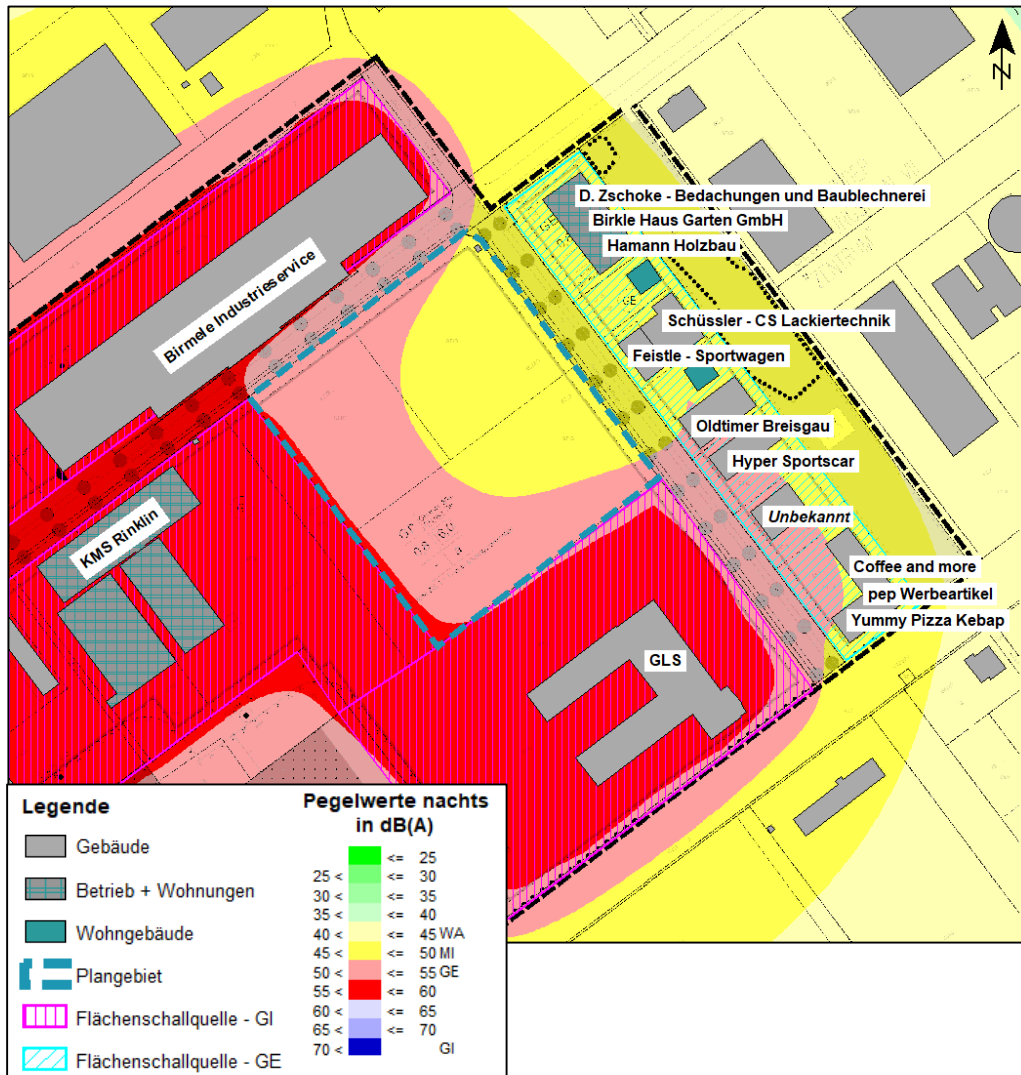 N
D. Zschoke - Bedachungen und Baublechnerei
Birkle Haus Garten GmbH
Hamann Holzbau
GE
Birmele Industrieservice
Schüssler - CS Lackiertechnik
Feistle - Sportwagen
Oldtimer Breisgau
Hyper Sportscar
Unbekannt
KMS Rinklin
Coffee and more
pep Werbeartikel
Yummy Pizza Kebap
GLS
Legende
Gebäude
Betrieb + Wohnungen
Wohngebäude
Plangebiet
Flächenschallquelle - GI
Flächenschallquelle - GE
Pegelwerte nachts
in dB(A)
<= 25
25 < <= 30
30 < <= 35
35 < <= 40
40 < <= 45 WA
45 < <= 50 MI
50 < <= 55 GE
55 < <= 60
60 < <= 65
65 < <= 70
70 < GI